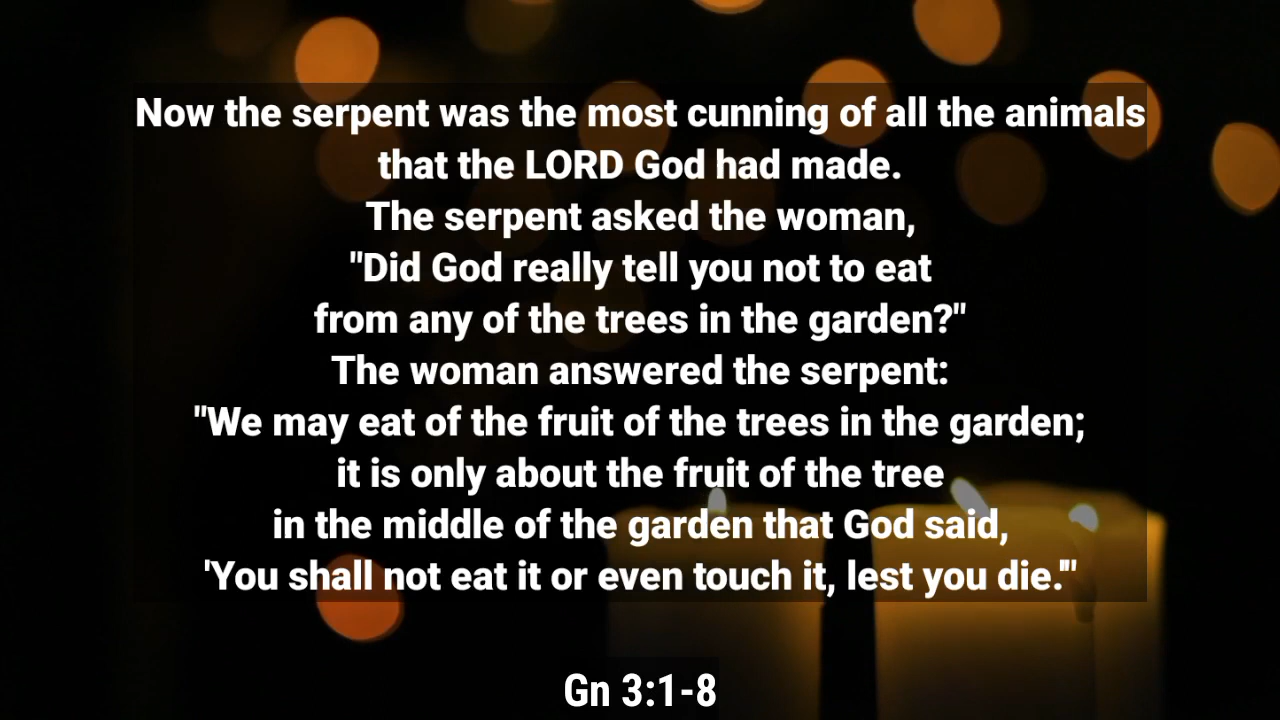 Now the serpent was the most cunning of all the animals
that the LORD God had made.
The serpent asked the woman,
"Did God really tell you not to eat
from any of the trees in the garden?"
The woman answered the serpent:
"We may eat of the fruit of the trees in the garden;
it is only about the fruit of the tree
in the middle of the garden that God said,
'You shall not eat it or even touch it, lest you die.'"
Gn 3:1-8